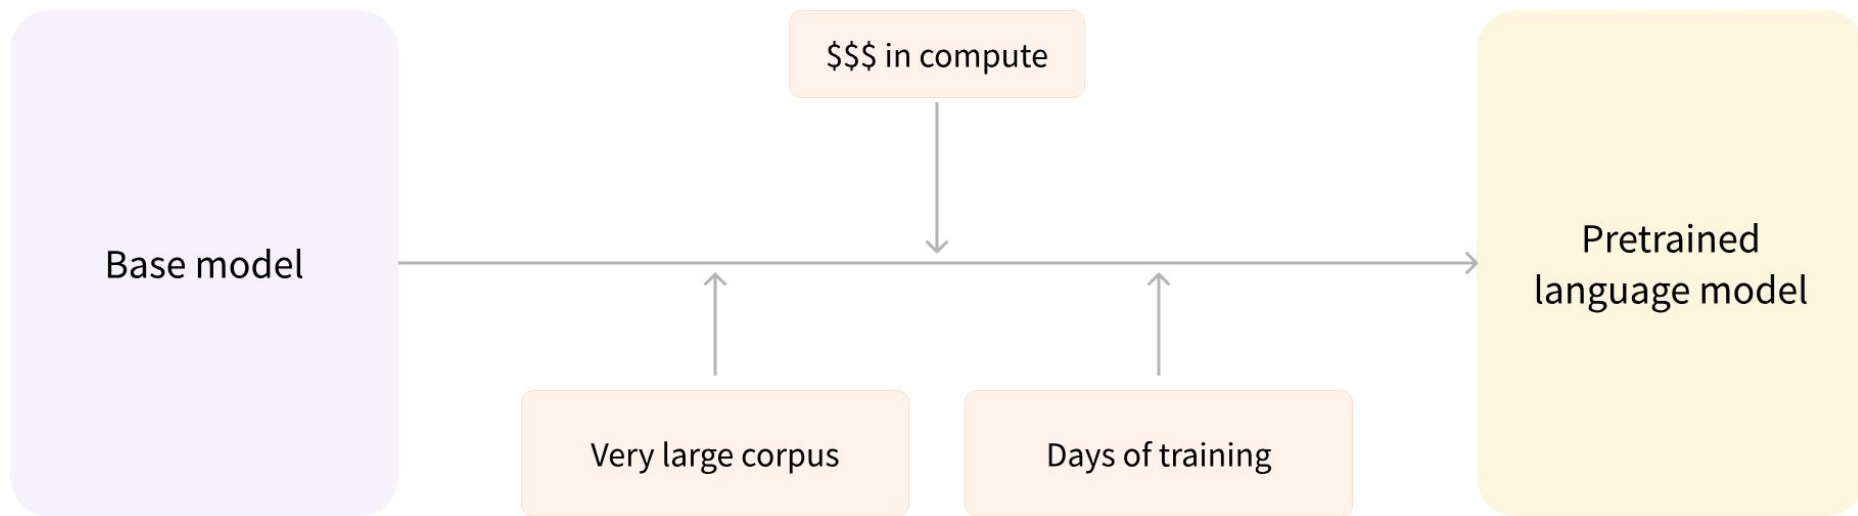 $$$ in compute
Base model
Pretrained
language model
Very large corpus
Days of training